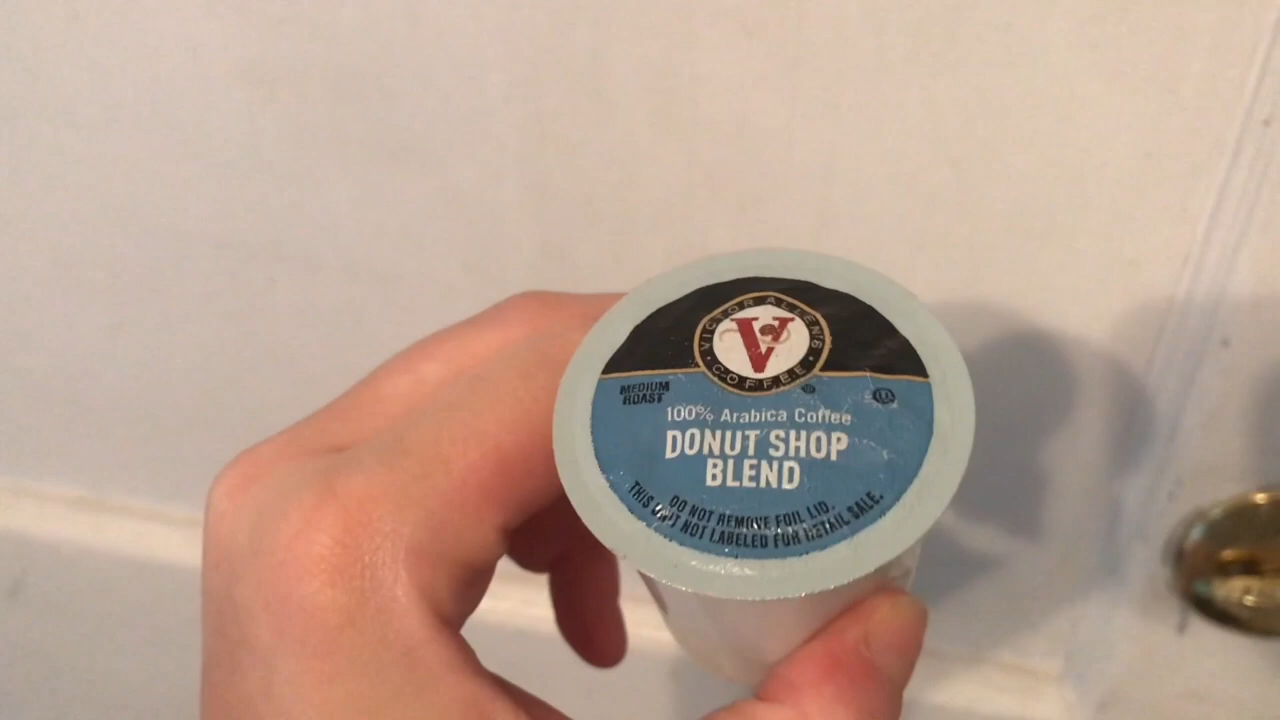 VICTOR ALLEN'S
V
COFFEE
MEDIUM
ROAST
100% Arabica Coffee
DONUT SHOP
BLEND
DO NOT REMOVE FOIL LID.
THIS UNIT NOT LABELED FOR RETAIL SALE.